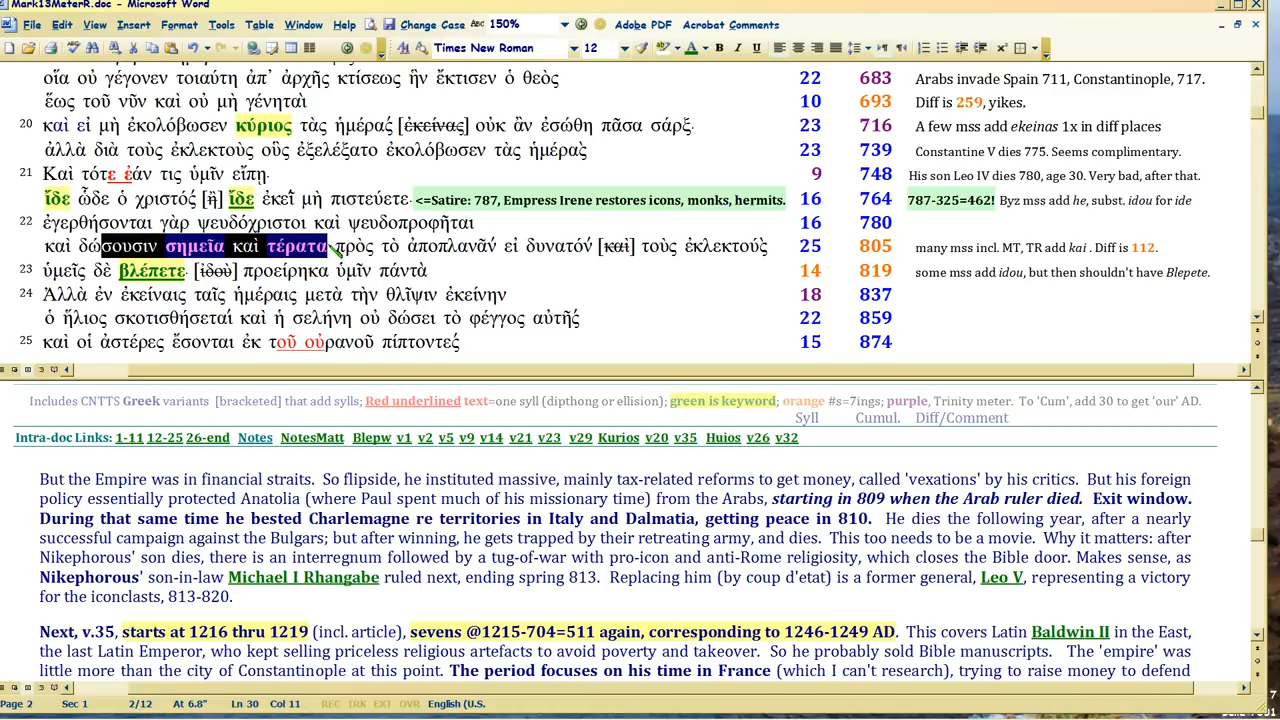 Mark13MeterR.doc - Microsoft Word
File Edit View Insert Format Tools Table Window Help Change Case 150% Adobe PDF Acrobat Comments
Times New Roman 12 B I U
οἵα οὐ γέγονεν τοιαύτη ἀπ’ ἀρχῆς κτίσεως ἣν ἔκτισεν ὁ θεὸς 22 683 Arabs invade Spain 711, Constantinople, 717.
ἕως τοῦ νῦν καὶ οὐ μὴ γένηταὶ 10 693 Diff is 259, yikes.
20 καὶ εἰ μὴ ἐκολόβωσεν κύριος τὰς ἡμέρας [ἐκείνας] οὐκ ἂν ἐσώθη πᾶσα σάρξ. 23 716 A few mss add ekeinas 1x in diff places
ἀλλὰ διὰ τοὺς ἐκλεκτοὺς οὓς ἐξελέξατο ἐκολόβωσεν τὰς ἡμέρας 23 739 Constantine V dies 775. Seems complimentary.
21 Καὶ τότε ἐάν τις ὑμῖν εἴπῃ. 9 748 His son Leo IV dies 780, age 30. Very bad, after that.
ἴδε ὧδε ὁ χριστός [ἢ] ἴδε ἐκεῖ μὴ πιστεύετε. <=Satire: 787, Empress Irene restores icons, monks, hermits. 16 764 787-325=462! Byz mss add he, subst. idou for ide
22 ἐγερθήσονται γὰρ ψευδόχριστοι καὶ ψευδοπροφῆται 16 780
καὶ δώσουσιν σημεῖα καὶ τέρατα πρὸς τὸ ἀποπλανᾶν εἰ δυνατόν [καὶ] τοὺς ἐκλεκτούς 25 805 many mss incl. MT, TR add kai . Diff is 112.
23 ὑμεῖς δὲ βλέπετε. [ἰδοὺ] προείρηκα ὑμῖν πάντα 14 819 some mss add idou, but then shouldn't have Blepete.
24 Ἀλλὰ ἐν ἐκείναις ταῖς ἡμέραις μετὰ τὴν θλῖψιν ἐκείνην 18 837
ὁ ἥλιος σκοτισθήσεταί καὶ ἡ σελήνη οὐ δώσει τὸ φέγγος αὐτῆς 22 859
25 καὶ οἱ ἀστέρες ἔσονται ἐκ τοῦ οὐρανοῦ πίπτοντες 15 874
Includes CNTTS Greek variants [bracketed] that add sylls; Red underlined text=one syll (dipthong or ellision); green is keyword; orange #s=7ings; purple, Trinity meter. To 'Cum', add 30 to get 'our' AD.
Syll Cumul. Diff/Comment
Intra-doc Links: 1-11 12-25 26-end Notes NotesMatt Blepw v1 v2 v5 v9 v14 v21 v23 v29 Kurios v20 v35 Huios v26 v32
But the Empire was in financial straits. So flipside, he instituted massive, mainly tax-related reforms to get money, called 'vexations' by his critics. But his foreign
policy essentially protected Anatolia (where Paul spent much of his missionary time) from the Arabs, starting in 809 when the Arab ruler died. Exit window.
During that same time he bested Charlemagne re territories in Italy and Dalmatia, getting peace in 810. He dies the following year, after a nearly
successful campaign against the Bulgars; but after winning, he gets trapped by their retreating army, and dies. This too needs to be a movie. Why it matters: after
Nikephorous' son dies, there is an interregnum followed by a tug-of-war with pro-icon and anti-Rome religiosity, which closes the Bible door. Makes sense, as
Nikephorous' son-in-law Michael I Rhangabe ruled next, ending spring 813. Replacing him (by coup d'etat) is a former general, Leo V, representing a victory
for the iconclasts, 813-820.
Next, v.35, starts at 1216 thru 1219 (incl. article), sevens @1215-704=511 again, corresponding to 1246-1249 AD. This covers Latin Baldwin II in the East,
the last Latin Emperor, who kept selling priceless religious artefacts to avoid poverty and takeover. So he probably sold Bible manuscripts. The 'empire' was
little more than the city of Constantinople at this point. The period focuses on his time in France (which I can't research), trying to raise money to defend
Page 2 Sec 1 2/12 At 6.8" Ln 30 Col 11 REC TRK EXT OVR English (U.S.